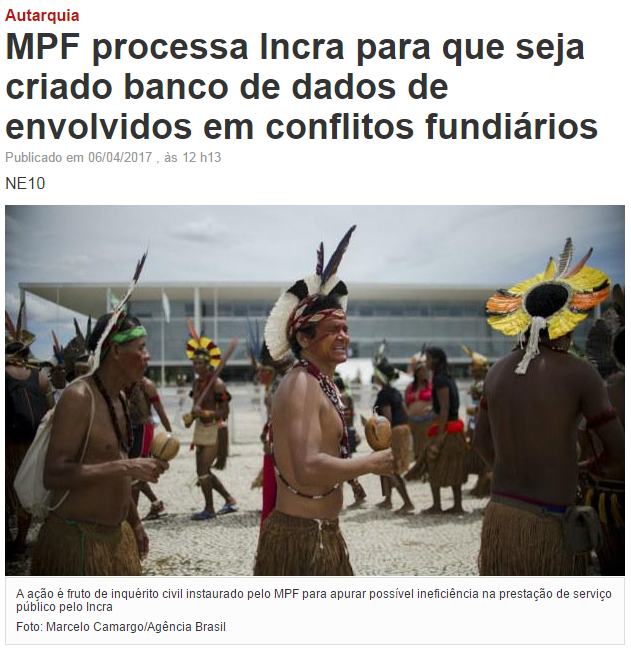 Autarquia
MPF processa Incra para que seja
criado banco de dados de
envolvidos em conflitos fundiários
Publicado em 06/04/2017 , às 12 h13
NE10
A ação é fruto de inquérito civil instaurado pelo MPF para apurar possível ineficiência na prestação de serviço
público pelo Incra
Foto: Marcelo Camargo/Agência Brasil